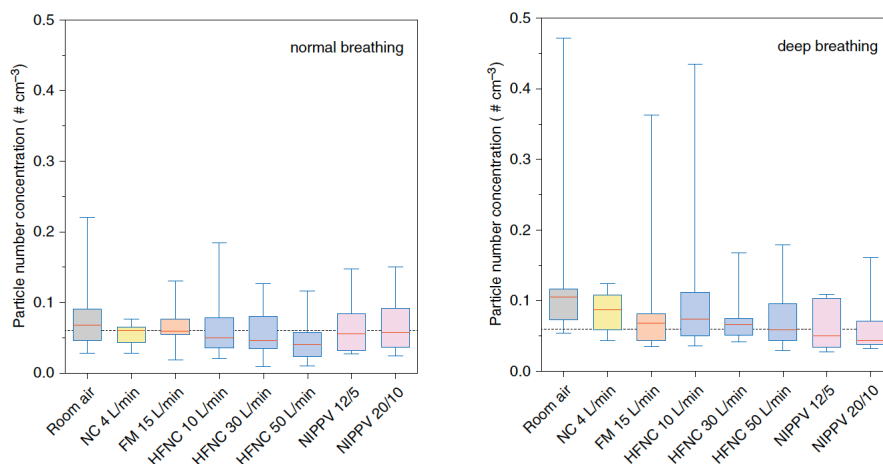 Particle number concentration ( # cm⁻³)
0.5
0.4
0.3
0.2
0.1
0.0
normal breathing
Room air
NC 4 L/min
FM 15 L/min
HFNC 10 L/min
HFNC 30 L/min
HFNC 50 L/min
NIPPV 12/5
NIPPV 20/10
Particle number concentration ( # cm⁻³)
0.5
0.4
0.3
0.2
0.1
0.0
deep breathing
Room air
NC 4 L/min
FM 15 L/min
HFNC 10 L/min
HFNC 30 L/min
HFNC 50 L/min
NIPPV 12/5
NIPPV 20/10